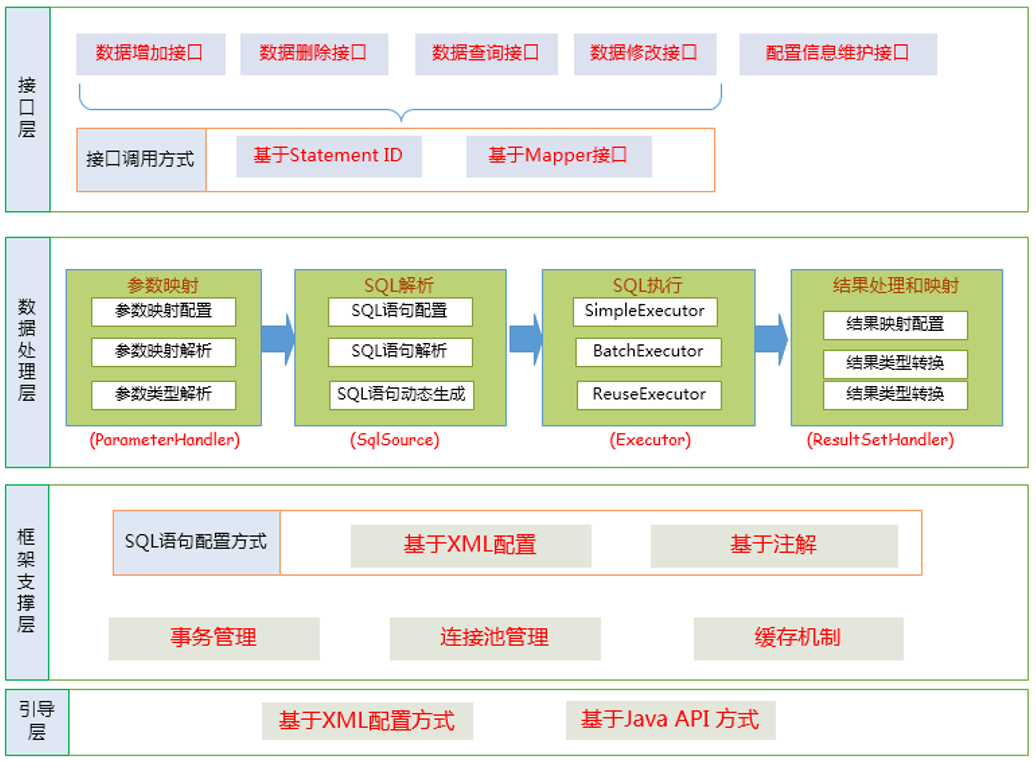 接口层
数据增加接口
数据删除接口
数据查询接口
数据修改接口
配置信息维护接口
接口调用方式
基于Statement ID
基于Mapper接口
数据处理层
参数映射
参数映射配置
参数映射解析
参数类型解析
(ParameterHandler)
SQL解析
SQL语句配置
SQL语句解析
SQL语句动态生成
(SqlSource)
SQL执行
SimpleExecutor
BatchExecutor
ReuseExecutor
(Executor)
结果处理和映射
结果映射配置
结果类型转换
结果类型转换
(ResultSetHandler)
框架支撑层
SQL语句配置方式
基于XML配置
基于注解
事务管理
连接池管理
缓存机制
引导
层
基于XML配置方式
基于Java API 方式